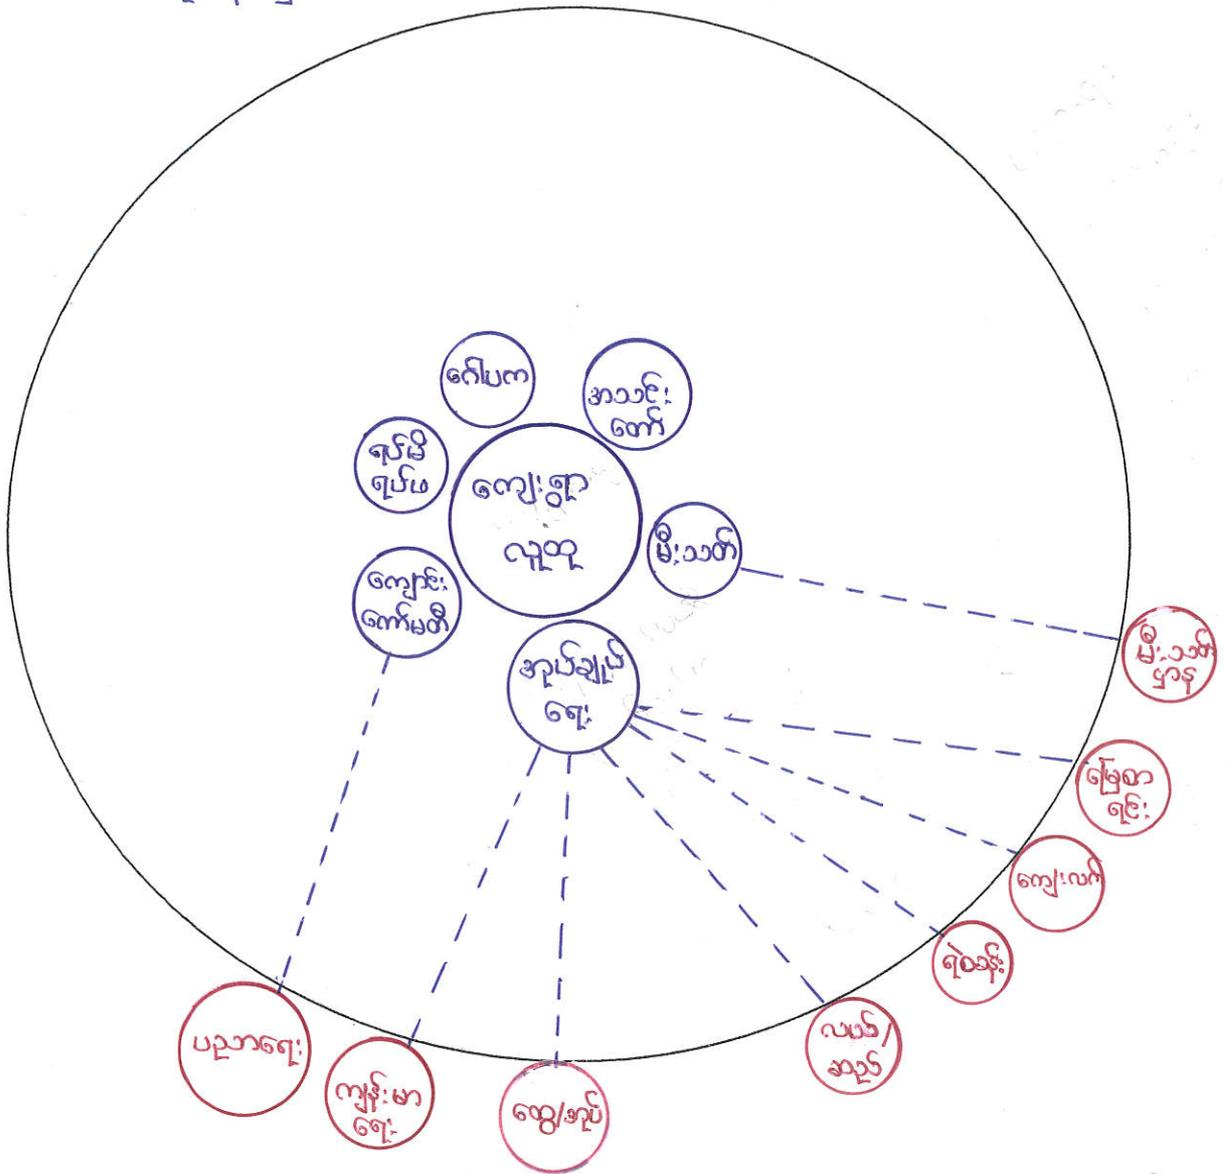 ဂေါပက
အသင်း
တော်
ရပ်မိ
ရပ်ဖ
ကျေးရွာ
လူထု
မီးသတ်
ကျောင်း
ကော်မတီ
အုပ်ချုပ်
ရေး
မီးသတ်
ဌာန
မြေစာ
ရင်း
ကျေးလက်
ရဲစခန်း
လယ်/
ဆည်
ပညာရေး
ကျန်းမာ
ရေး
ထွေ/အုပ်